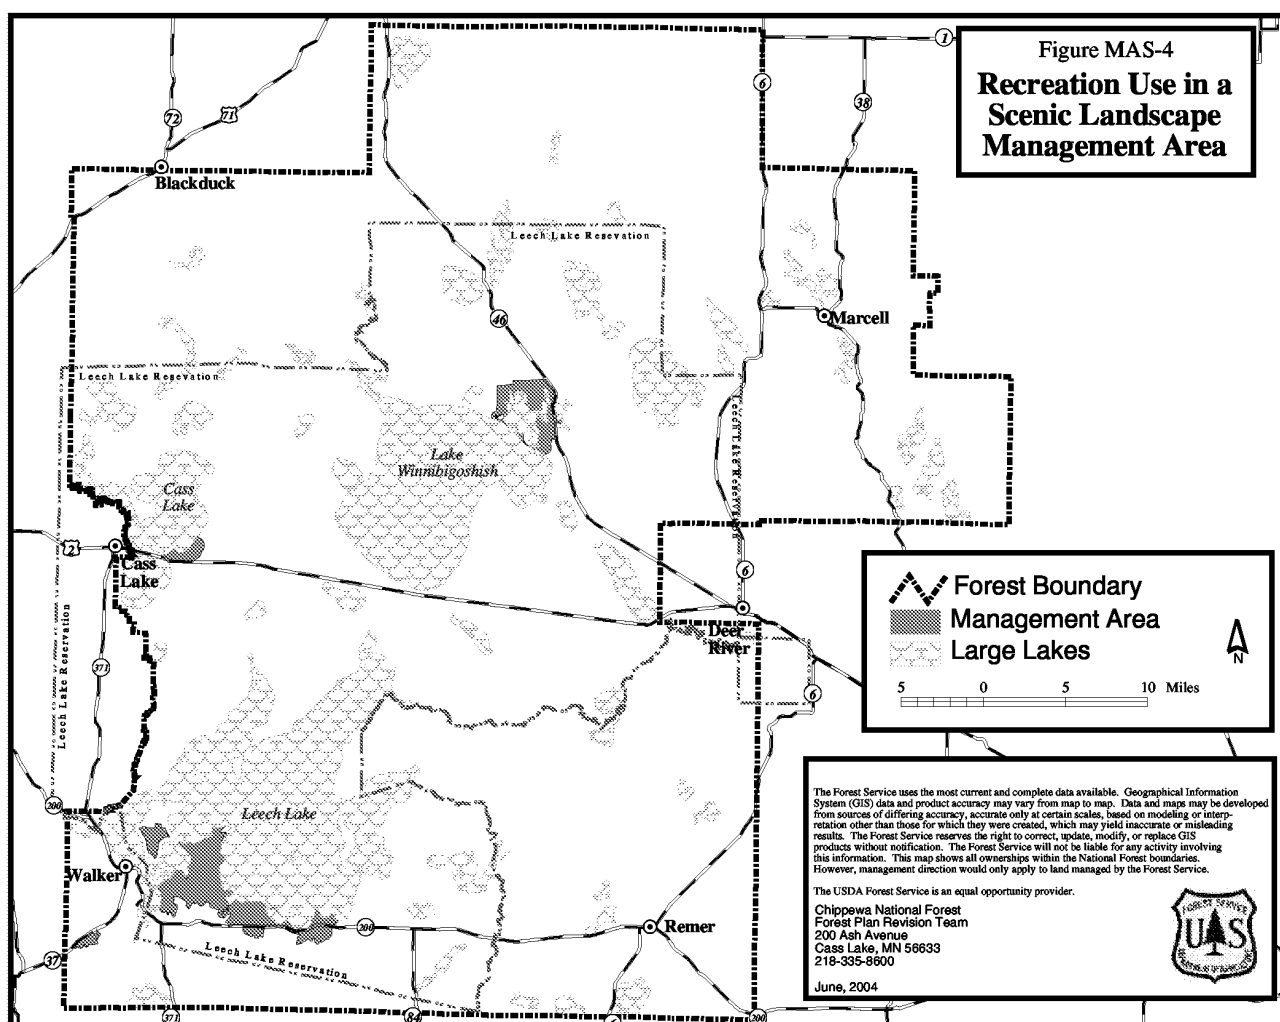 Figure MAS-4
Recreation Use in a
Scenic Landscape
Management Area
1
6
38
72
71
Blackduck
Leech Lake Resevation
46
Marcell
Leech Lake Resevation
Leech Lake Reservation
Lake
Winnibigoshish
Cass
Lake
2
Cass
Lake
6
Deer
River
6
371
Leech Lake Reservation
200
Leech Lake
Walker
200
Remer
Leech Lake Reservation
37
371
84
6
200
Forest Boundary
Management Area
Large Lakes
N
5 0 5 10 Miles
The Forest Service uses the most current and complete data available. Geographical Information
System (GIS) data and product accuracy may vary from map to map. Data and maps may be developed
from sources of differing accuracy, accurate only at certain scales, based on modeling or interp-
retation other than those for which they were created, which may yield inaccurate or misleading
results. The Forest Service reserves the right to correct, update, modify, or replace GIS
products without notification. The Forest Service will not be liable for any activity involving
this information. This map shows all ownerships within the National Forest boundaries.
However, management direction would only apply to land managed by the Forest Service.
The USDA Forest Service is an equal opportunity provider.
Chippewa National Forest
Forest Plan Revision Team
200 Ash Avenue
Cass Lake, MN 56633
218-335-8600
June, 2004
FOREST SERVICE
U S